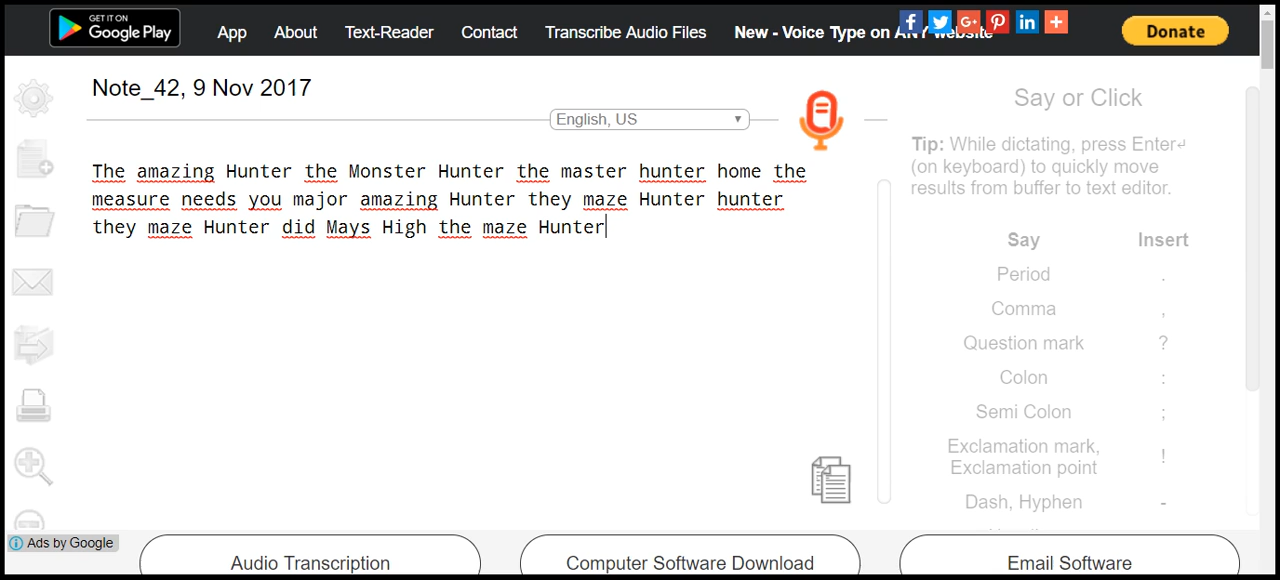 GET IT ON
Google Play
App About Text-Reader Contact Transcribe Audio Files New - Voice Type on ANY website
Donate
Note_42, 9 Nov 2017
English, US
The amazing Hunter the Monster Hunter the master hunter home the
measure needs you major amazing Hunter they maze Hunter hunter
they maze Hunter did Mays High the maze Hunter
Say or Click
Tip: While dictating, press Enter↵
(on keyboard) to quickly move
results from buffer to text editor.
Say Insert
Period .
Comma ,
Question mark ?
Colon :
Semi Colon ;
Exclamation mark,
Exclamation point !
Dash, Hyphen -
Ads by Google
Audio Transcription
Computer Software Download
Email Software